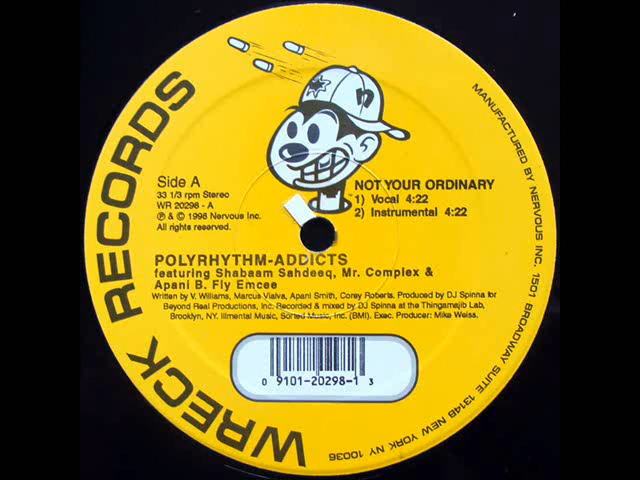 WRECK RECORDS
Side A
33 1/3 rpm Stereo
WR 20298 - A
℗ & © 1998 Nervous Inc.
All rights reserved.
NOT YOUR ORDINARY
1) Vocal 4:22
2) Instrumental 4:22
POLYRHYTHM-ADDICTS
featuring Shabaam Sahdeeq, Mr. Complex &
Apani B. Fly Emcee
Written by V. Williams, Marcus Vialva, Apani Smith, Corey Roberts. Produced by DJ Spinna for
Beyond Real Productions, Inc. Recorded & mixed by DJ Spinna at the Thingamajib Lab,
Brooklyn, NY. Illmental Music, Sorted Music, Inc. (BMI). Exec. Producer: Mike Weiss.
0 9101-20298-1 3
MANUFACTURED BY NERVOUS INC. 1501 BROADWAY SUITE 1314B NEW YORK NY 10036